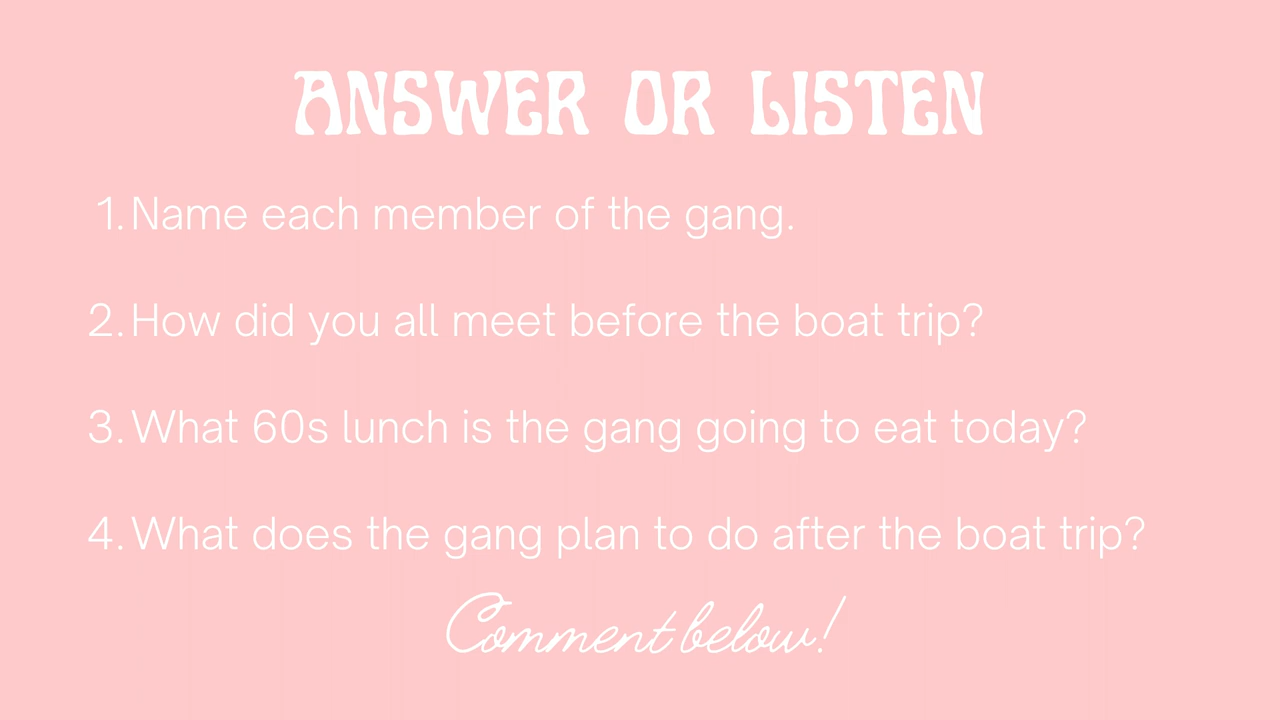 ANSWER OR LISTEN
1. Name each member of the gang.
2. How did you all meet before the boat trip?
3. What 60s lunch is the gang going to eat today?
4. What does the gang plan to do after the boat trip?
Comment below!